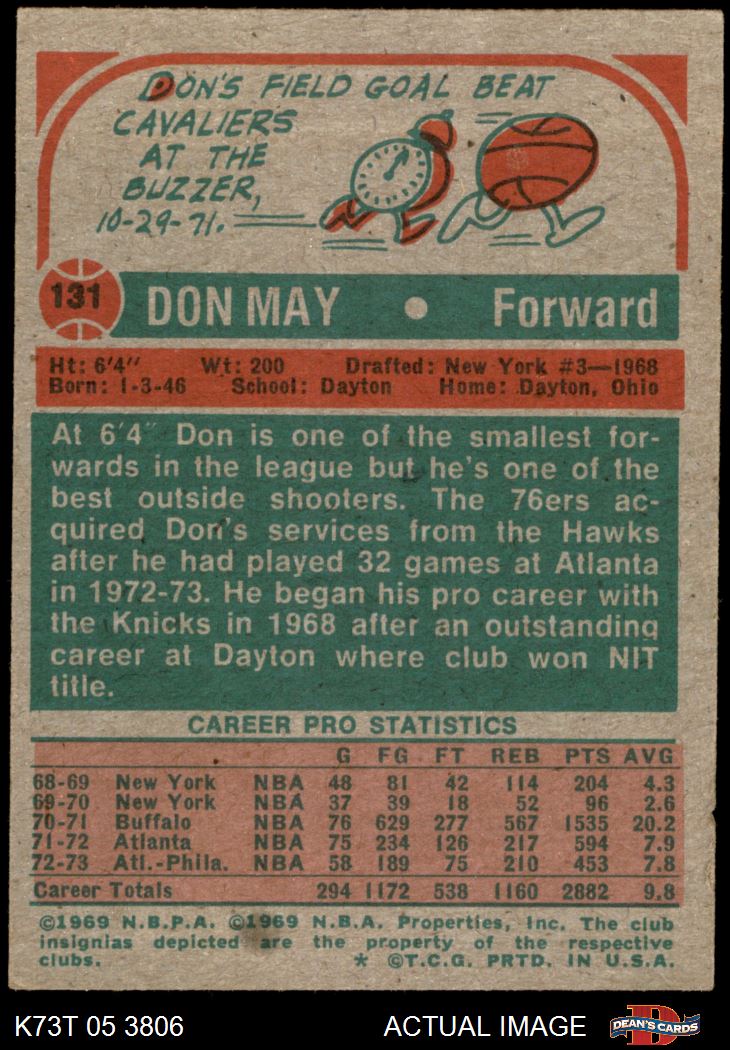 DON'S FIELD GOAL BEAT
CAVALIERS
AT THE
BUZZER,
10-29-71.
131 DON MAY • Forward
Ht: 6'4" Wt: 200 Drafted: New York #3—1968
Born: 1-3-46 School: Dayton Home: Dayton, Ohio
At 6'4" Don is one of the smallest for-
wards in the league but he's one of the
best outside shooters. The 76ers ac-
quired Don's services from the Hawks
after he had played 32 games at Atlanta
in 1972-73. He began his pro career with
the Knicks in 1968 after an outstanding
career at Dayton where club won NIT
title.
CAREER PRO STATISTICS
G FG FT REB PTS AVG
68-69 New York NBA 48 81 42 114 204 4.3
69-70 New York NBA 37 39 18 52 96 2.6
70-71 Buffalo NBA 76 629 277 567 1535 20.2
71-72 Atlanta NBA 75 234 126 217 594 7.9
72-73 Atl.-Phila. NBA 58 189 75 210 453 7.8
Career Totals 294 1172 538 1160 2882 9.8
©1969 N.B.P.A. ©1969 N.B.A. Properties, Inc. The club
insignias depicted are the property of the respective
clubs. * ©T.C.G. PRTD. IN U.S.A.
K73T 05 3806 ACTUAL IMAGE DEAN'S CARDS